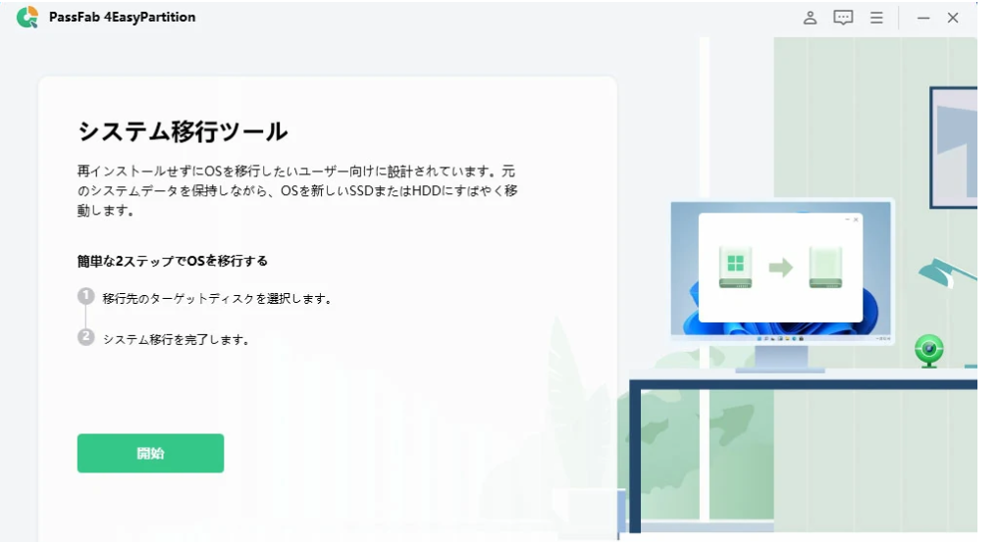 PassFab 4EasyPartition
システム移行ツール
再インストールせずにOSを移行したいユーザー向けに設計されています。元
のシステムデータを保持しながら、OSを新しいSSDまたはHDDにすばやく移
動します。
簡単な2ステップでOSを移行する
1 移行先のターゲットディスクを選択します。
2 システム移行を完了します。
開始